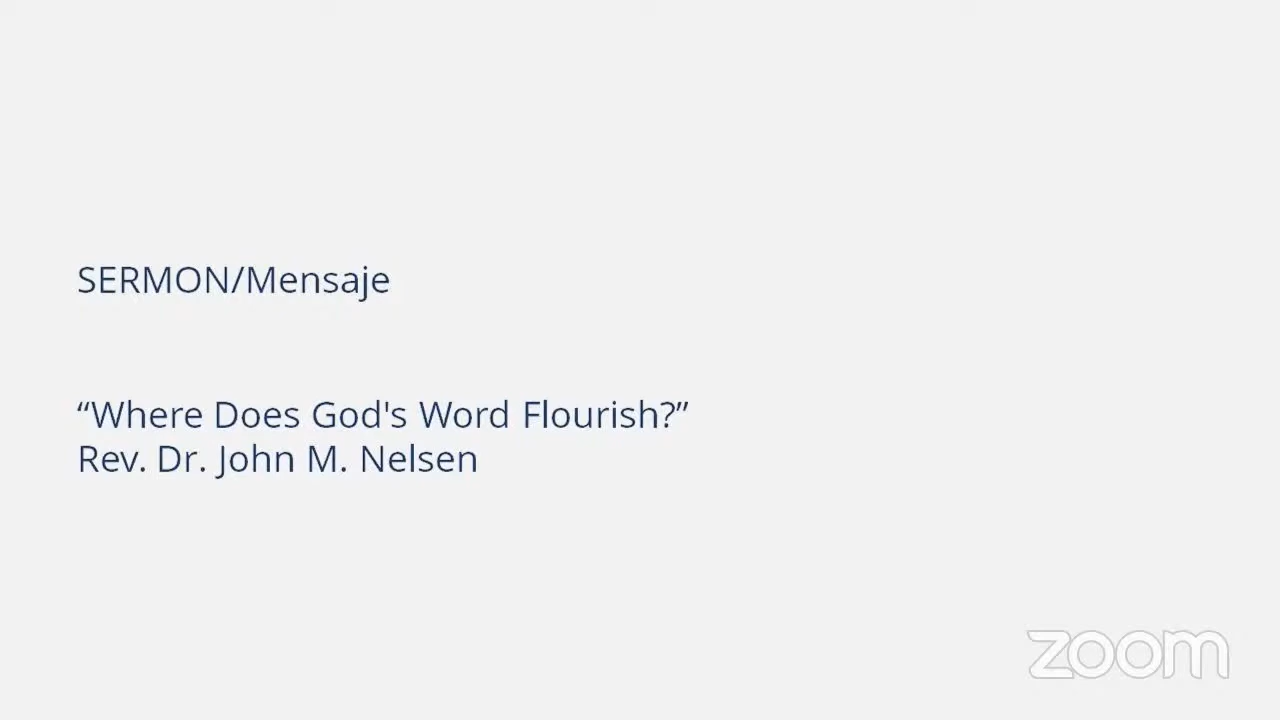 SERMON/Mensaje
“Where Does God's Word Flourish?”
Rev. Dr. John M. Nelsen
zoom